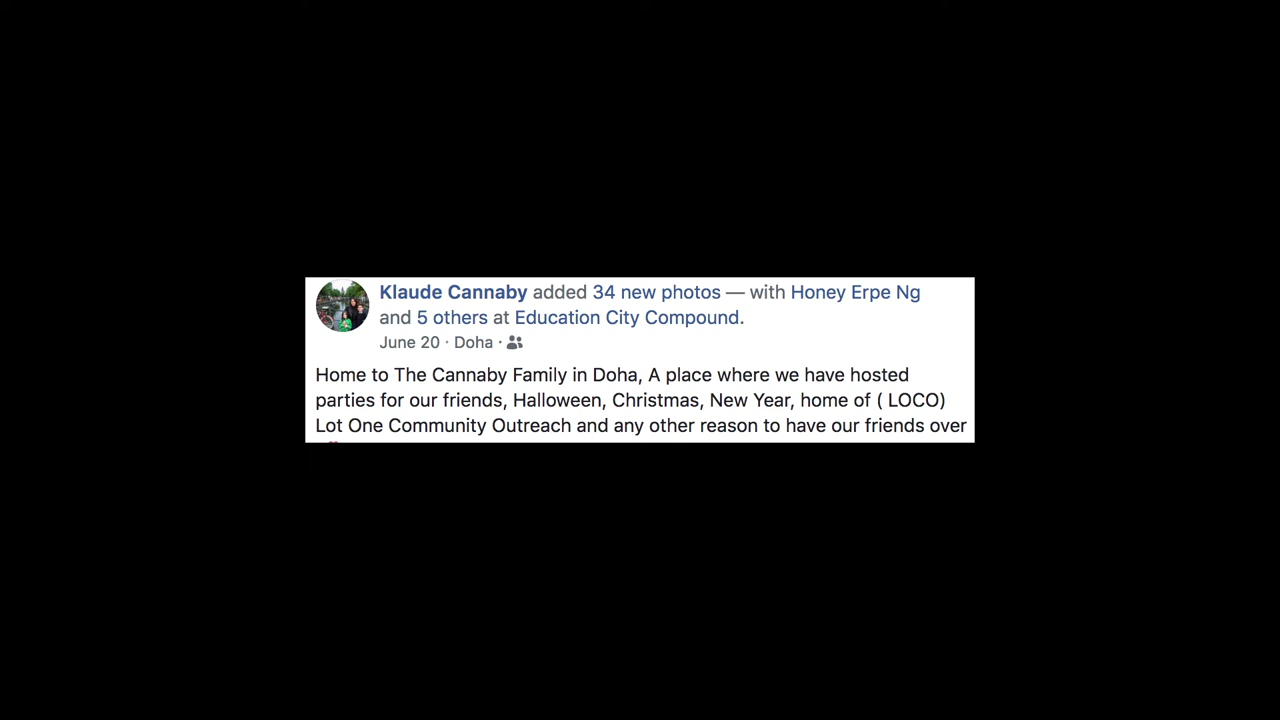 Klaude Cannaby added 34 new photos — with Honey Erpe Ng
and 5 others at Education City Compound.
June 20 · Doha ·
Home to The Cannaby Family in Doha, A place where we have hosted
parties for our friends, Halloween, Christmas, New Year, home of ( LOCO)
Lot One Community Outreach and any other reason to have our friends over